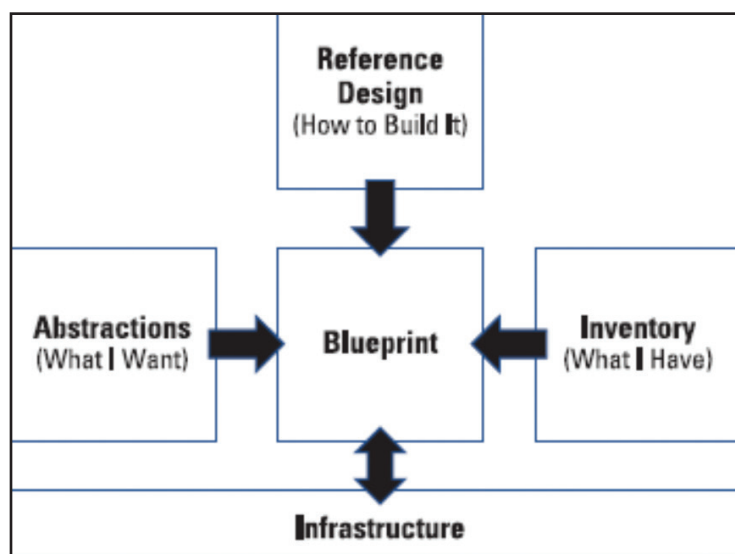 Reference
Design
(How to Build It)
Abstractions
(What I Want)
Blueprint
Inventory
(What I Have)
Infrastructure